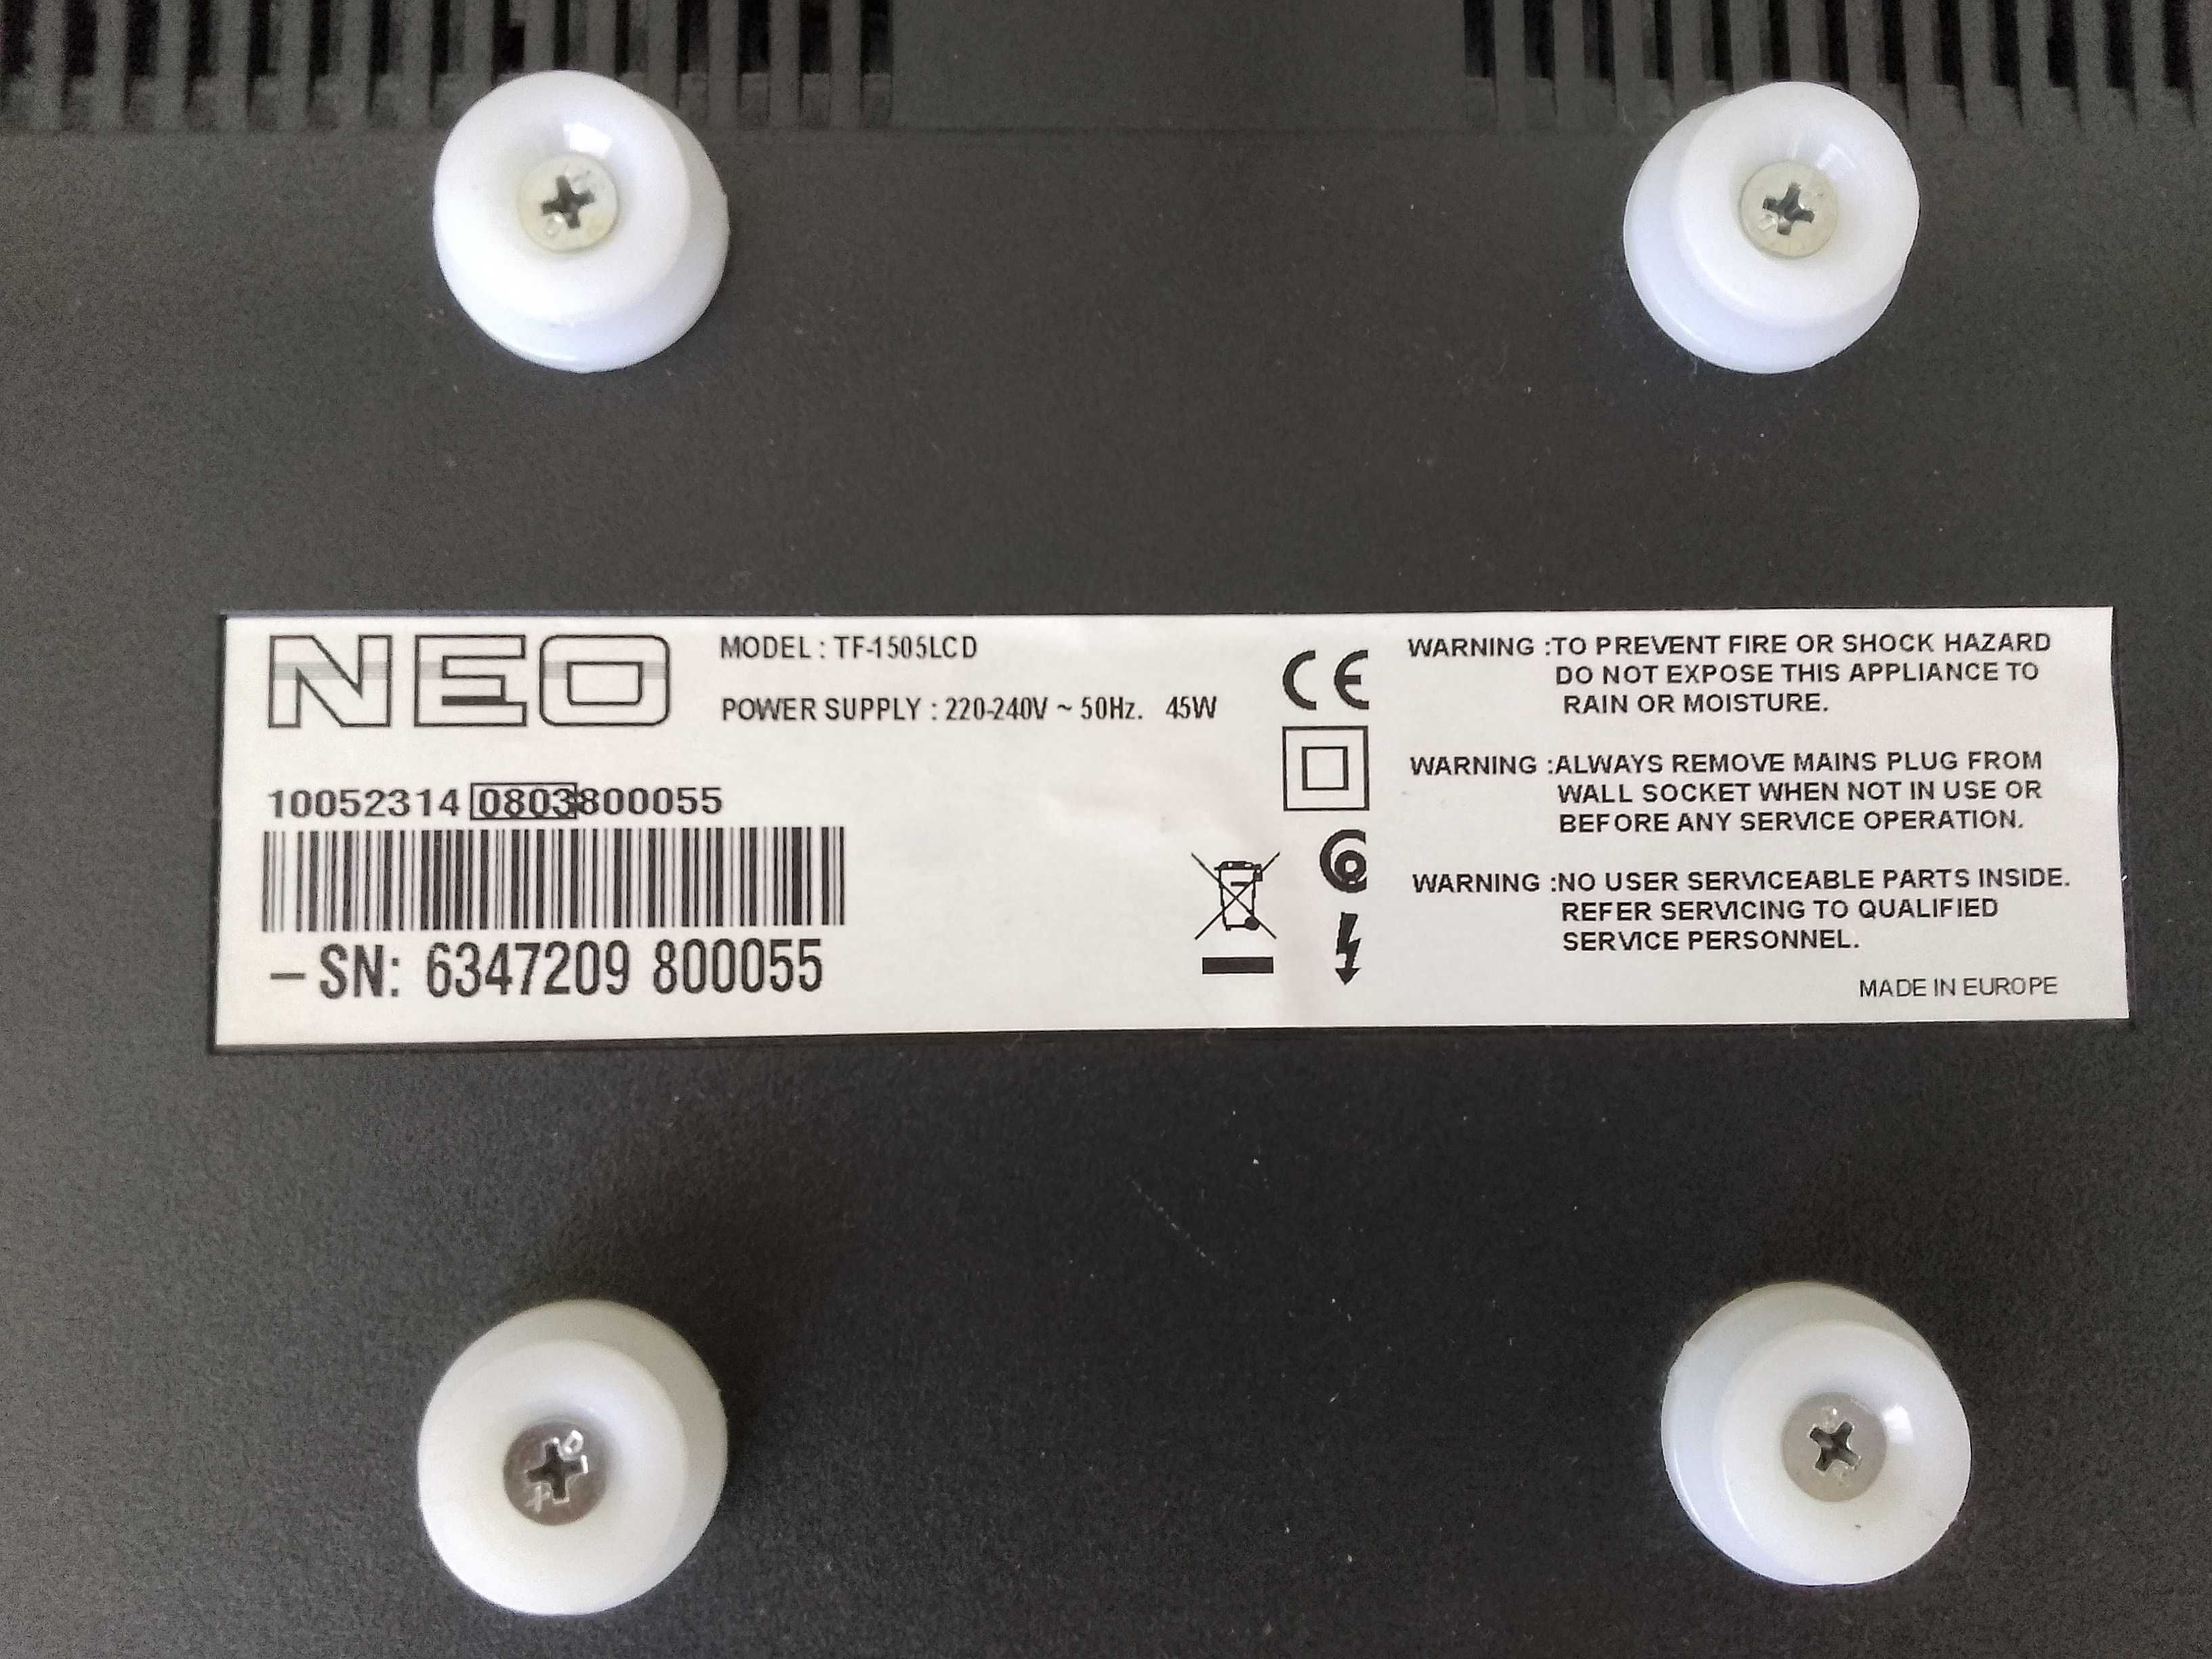 NEO
MODEL : TF-1505LCD
POWER SUPPLY : 220-240V ~ 50Hz. 45W
10052314 0803 800055
– SN: 6347209 800055
CE
WARNING :TO PREVENT FIRE OR SHOCK HAZARD
DO NOT EXPOSE THIS APPLIANCE TO
RAIN OR MOISTURE.
WARNING :ALWAYS REMOVE MAINS PLUG FROM
WALL SOCKET WHEN NOT IN USE OR
BEFORE ANY SERVICE OPERATION.
WARNING :NO USER SERVICEABLE PARTS INSIDE.
REFER SERVICING TO QUALIFIED
SERVICE PERSONNEL.
MADE IN EUROPE